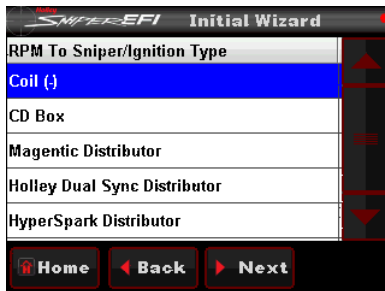 Holley
SNIPER EFI Initial Wizard
RPM To Sniper/Ignition Type
Coil (-)
CD Box
Magentic Distributor
Holley Dual Sync Distributor
HyperSpark Distributor
Home Back Next